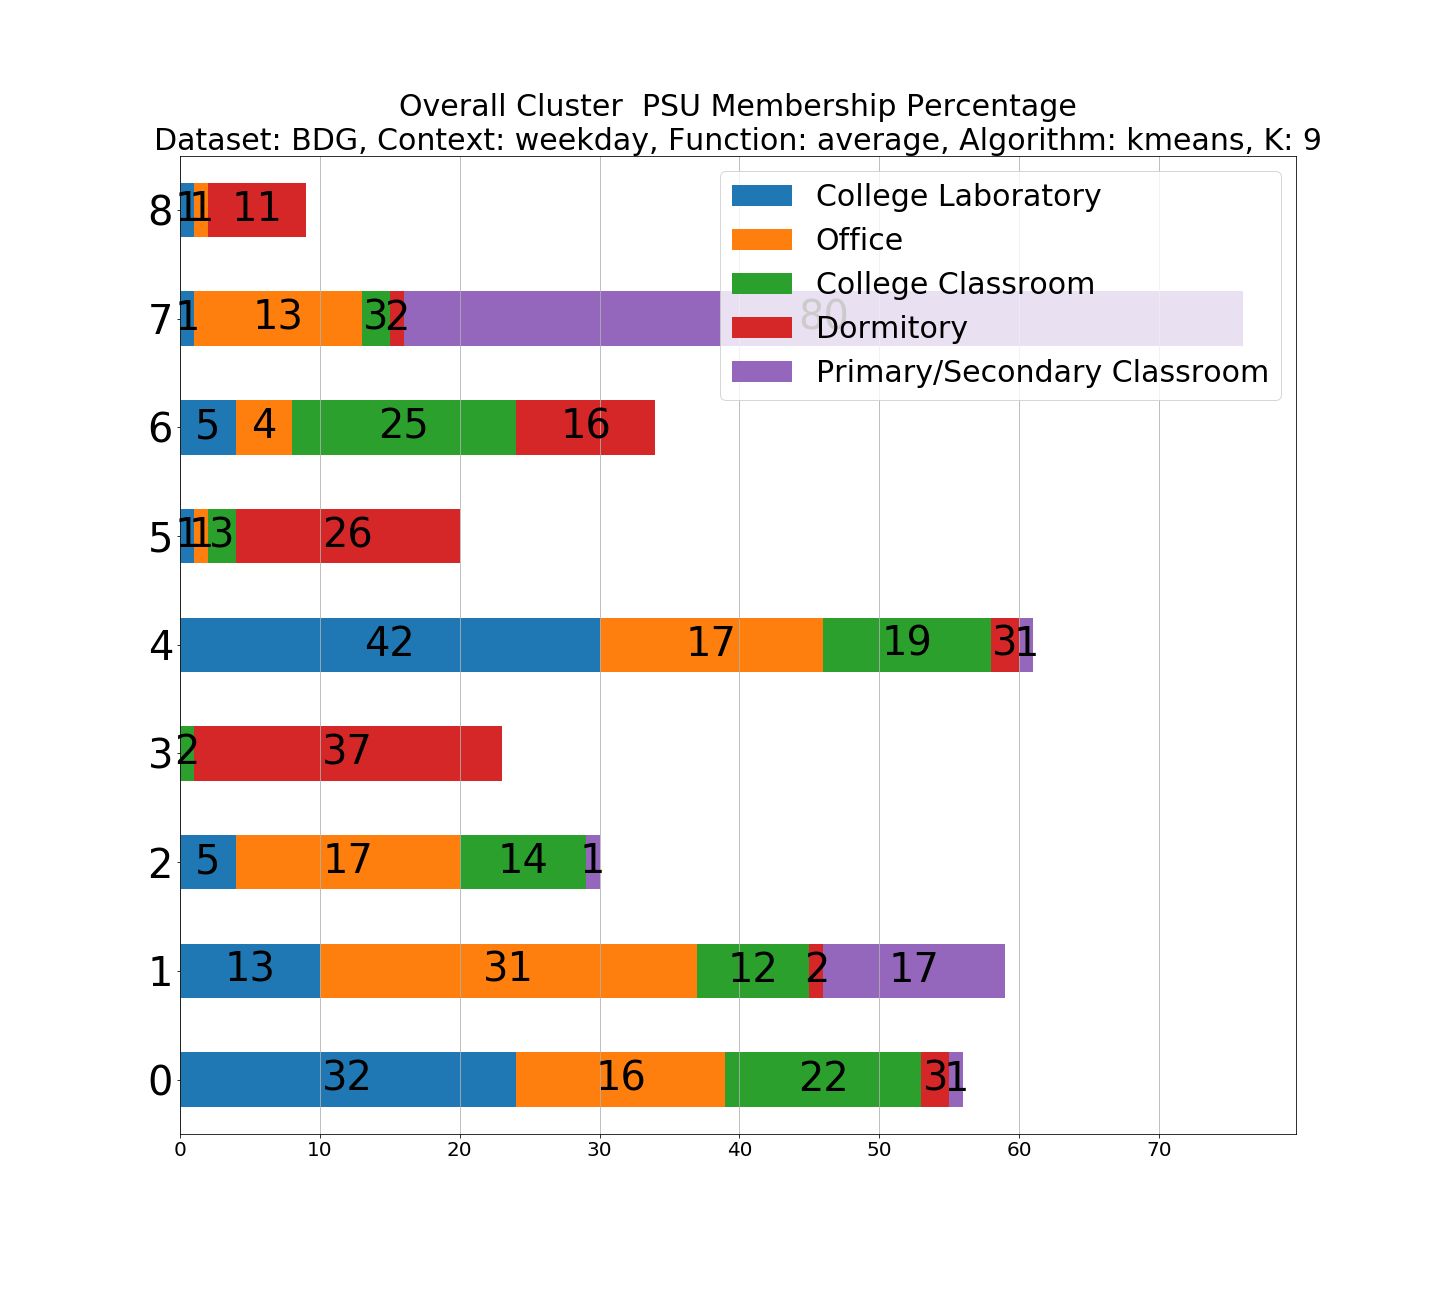 Overall Cluster  PSU Membership Percentage
Dataset: BDG, Context: weekday, Function: average, Algorithm: kmeans, K: 9
College Laboratory
Office
College Classroom
Dormitory
Primary/Secondary Classroom
8 1 1 11
7 1 13 3 2 80
6 5 4 25 16
5 1 1 3 26
4 42 17 19 3 1
3 2 37
2 5 17 14 1
1 13 31 12 2 17
0 32 16 22 3 1
0 10 20 30 40 50 60 70